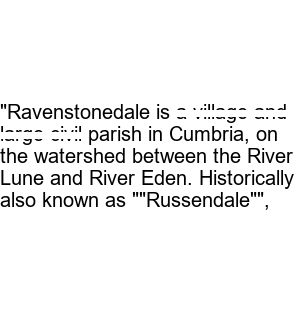 "Ravenstonedale is a village and
large civil parish in Cumbria, on
the watershed between the River
Lune and River Eden. Historically
also known as ""Russendale"",